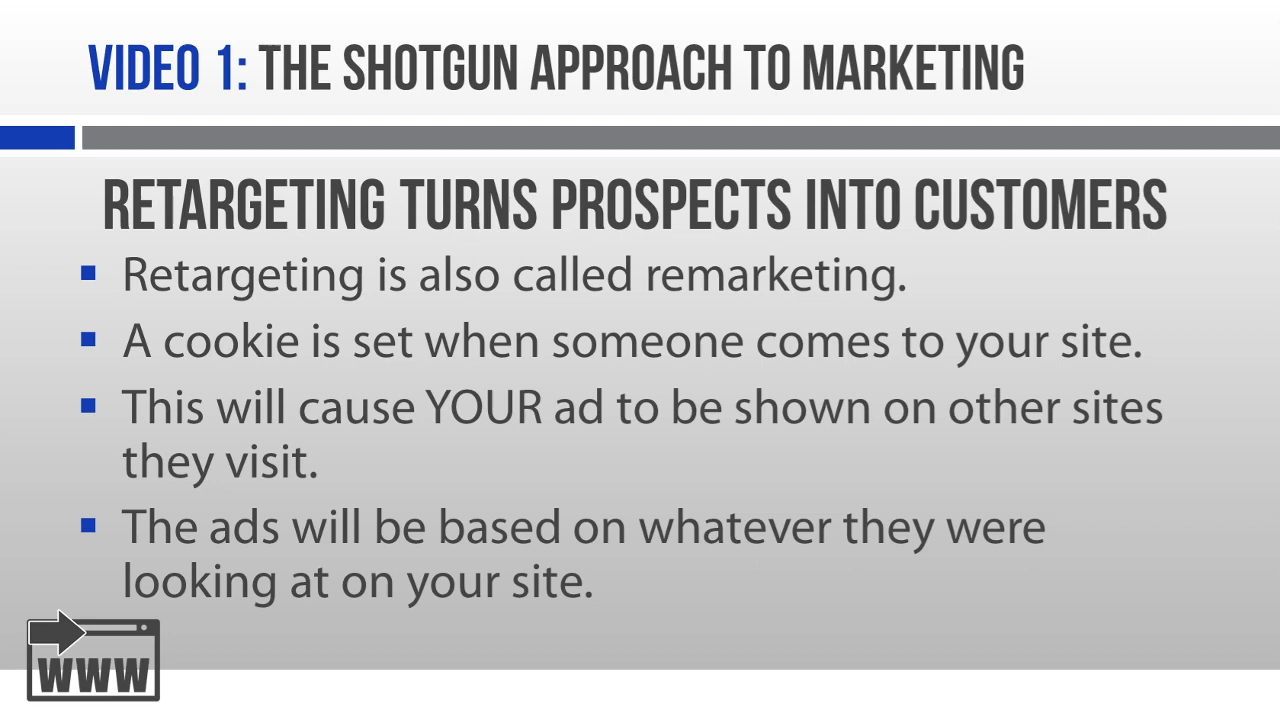 VIDEO 1: THE SHOTGUN APPROACH TO MARKETING
RETARGETING TURNS PROSPECTS INTO CUSTOMERS
▪ Retargeting is also called remarketing.
▪ A cookie is set when someone comes to your site.
▪ This will cause YOUR ad to be shown on other sites
they visit.
▪ The ads will be based on whatever they were
looking at on your site.
WWW